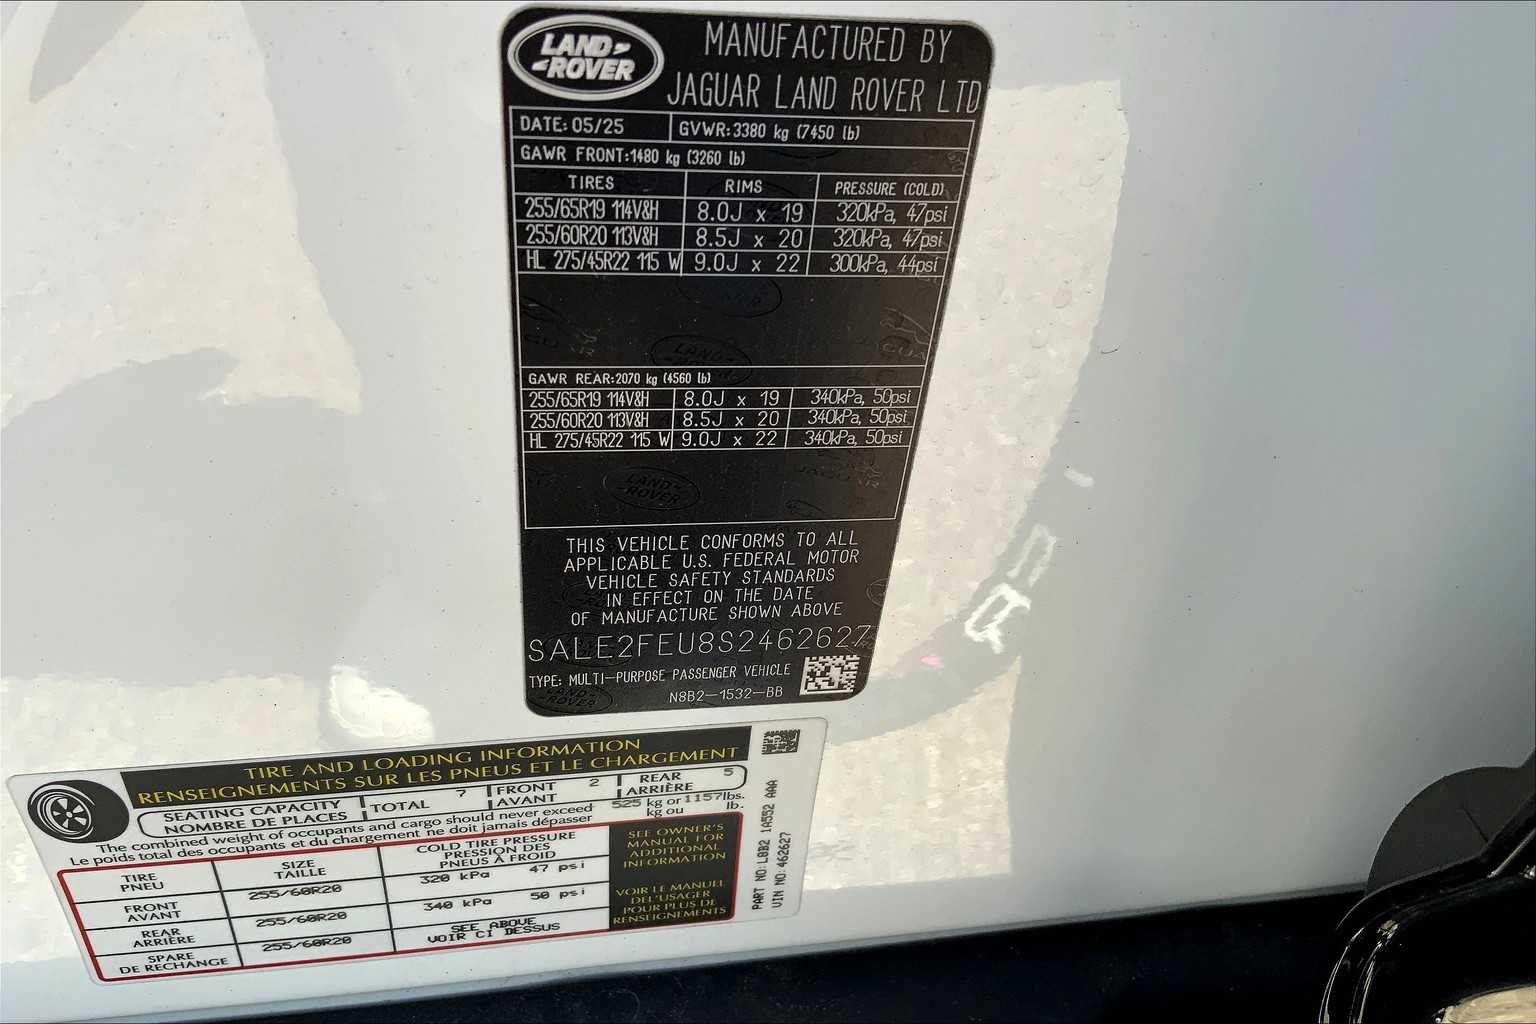 LAND-
-ROVER
MANUFACTURED BY
JAGUAR LAND ROVER LTD
DATE: 05/25 GVWR: 3380 kg (7450 lb)
GAWR FRONT: 1480 kg (3260 lb)
TIRES RIMS PRESSURE (COLD)
255/65R19 114V&H 8.0J x 19 320kPa, 47psi
255/60R20 113V&H 8.5J x 20 320kPa, 47psi
HL 275/45R22 115 W 9.0J x 22 300kPa, 44psi
GAWR REAR: 2070 kg (4560 lb)
255/65R19 114V&H 8.0J x 19 340kPa, 50psi
255/60R20 113V&H 8.5J x 20 340kPa, 50psi
HL 275/45R22 115 W 9.0J x 22 340kPa, 50psi
THIS VEHICLE CONFORMS TO ALL
APPLICABLE U.S. FEDERAL MOTOR
VEHICLE SAFETY STANDARDS
IN EFFECT ON THE DATE
OF MANUFACTURE SHOWN ABOVE
SALE2FEU8S2462627
TYPE: MULTI-PURPOSE PASSENGER VEHICLE
N8B2-1532-BB
TIRE AND LOADING INFORMATION
RENSEIGNEMENTS SUR LES PNEUS ET LE CHARGEMENT
SEATING CAPACITY TOTAL 7 FRONT 2 REAR 5
NOMBRE DE PLACES AVANT ARRIÈRE
The combined weight of occupants and cargo should never exceed 525 kg or 1157 lbs.
Le poids total des occupants et du chargement ne doit jamais dépasser kg ou lb.
TIRE SIZE COLD TIRE PRESSURE
PNEU TAILLE PRESSION DES
PNEUS À FROID
FRONT 255/60R20 320 kPa 47 psi
AVANT
REAR 255/60R20 340 kPa 50 psi
ARRIÈRE
SPARE 255/60R20 SEE ABOVE
DE RECHANGE VOIR CI DESSUS
SEE OWNER'S
MANUAL FOR
ADDITIONAL
INFORMATION
VOIR LE MANUEL
DE L'USAGER
POUR PLUS DE
RENSEIGNEMENTS
PART NO: L8B2 1A552 AAA
VIN NO: 462627